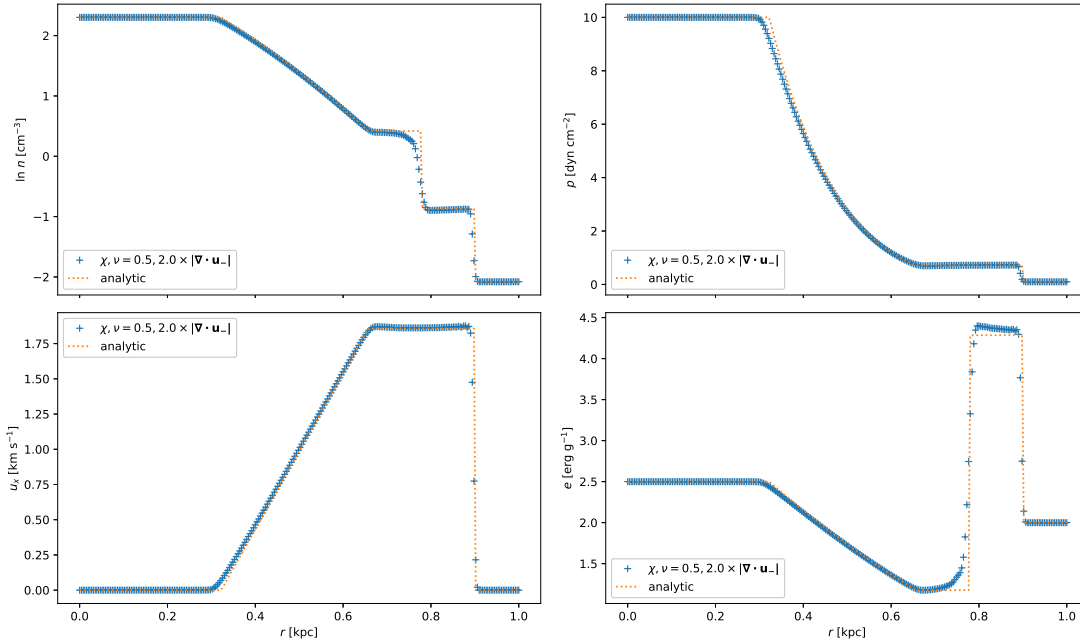 2
1
0
−1
−2
ln n [cm⁻³]
χ, ν = 0.5, 2.0 × |∇ · u₋|
analytic
10
8
6
4
2
0
p [dyn cm⁻²]
χ, ν = 0.5, 2.0 × |∇ · u₋|
analytic
1.75
1.50
1.25
1.00
0.75
0.50
0.25
0.00
uₓ [km s⁻¹]
χ, ν = 0.5, 2.0 × |∇ · u₋|
analytic
0.0 0.2 0.4 0.6 0.8 1.0
r [kpc]
4.5
4.0
3.5
3.0
2.5
2.0
1.5
e [erg g⁻¹]
χ, ν = 0.5, 2.0 × |∇ · u₋|
analytic
0.0 0.2 0.4 0.6 0.8 1.0
r [kpc]